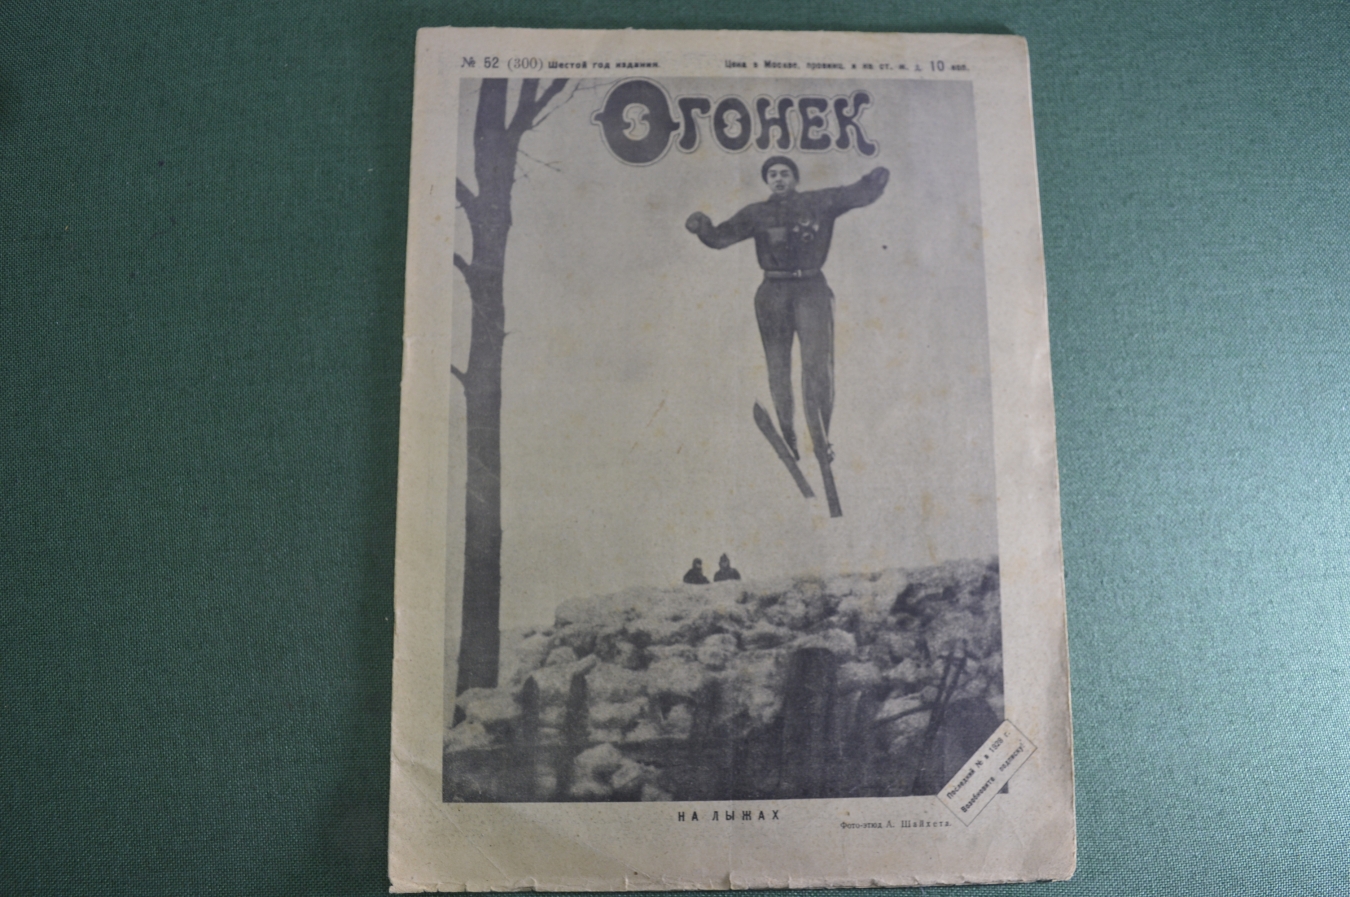 № 52 (300) Шестой год издания. Цена в Москве, провинц. и на ст. ж. д. 10 коп.
Огонек
Последний № в 1928 г.
Возобновите подписку!
НА ЛЫЖАХ
Фото-этюд А. Шайхета.